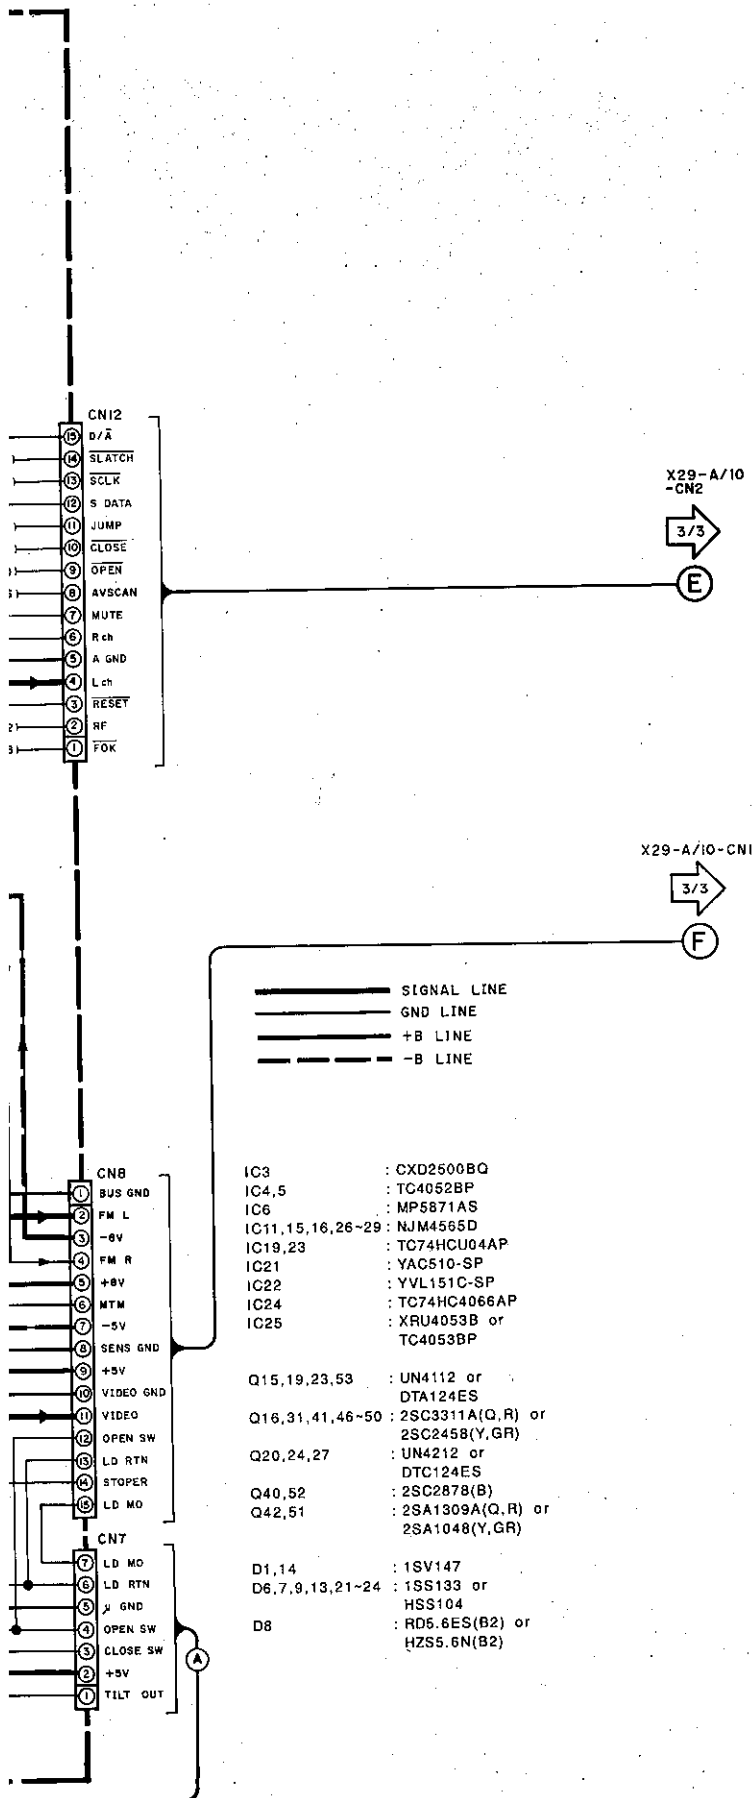 CN12
15 D/A̅
14 SLATCH
13 SCLK
12 S DATA
11 JUMP
10 CLOSE
9 OPEN
8 AVSCAN
7 MUTE
6 R ch
5 A GND
4 L ch
3 RESET
2 RF
1 FOK
X29-A/10
-CN2
3/3
E
X29-A/10-CN1
3/3
F
SIGNAL LINE
GND LINE
+B LINE
-B LINE
CN8
1 BUS GND
2 FM L
3 -8V
4 FM R
5 +8V
6 MTM
7 -5V
8 SENS GND
9 +5V
10 VIDEO GND
11 VIDEO
12 OPEN SW
13 LD RTN
14 STOPER
15 LD MO
CN7
7 LD MO
6 LD RTN
5 μ GND
4 OPEN SW
3 CLOSE SW
2 +5V
1 TILT OUT
A
IC3 : CXD2500BQ
IC4,5 : TC4052BP
IC6 : MP5871AS
IC11,15,16,26~29 : NJM4565D
IC19,23 : TC74HCU04AP
IC21 : YAC510-SP
IC22 : YVL151C-SP
IC24 : TC74HC4066AP
IC25 : XRU4053B or
TC4053BP
Q15,19,23,53 : UN4112 or
DTA124ES
Q16,31,41,46~50 : 2SC3311A(Q,R) or
2SC2458(Y,GR)
Q20,24,27 : UN4212 or
DTC124ES
Q40,52 : 2SC2878(B)
Q42,51 : 2SA1309A(Q,R) or
2SA1048(Y,GR)
D1,14 : 1SV147
D6,7,9,13,21~24 : 1SS133 or
HSS104
D8 : RD5.6ES(B2) or
HZS5.6N(B2)